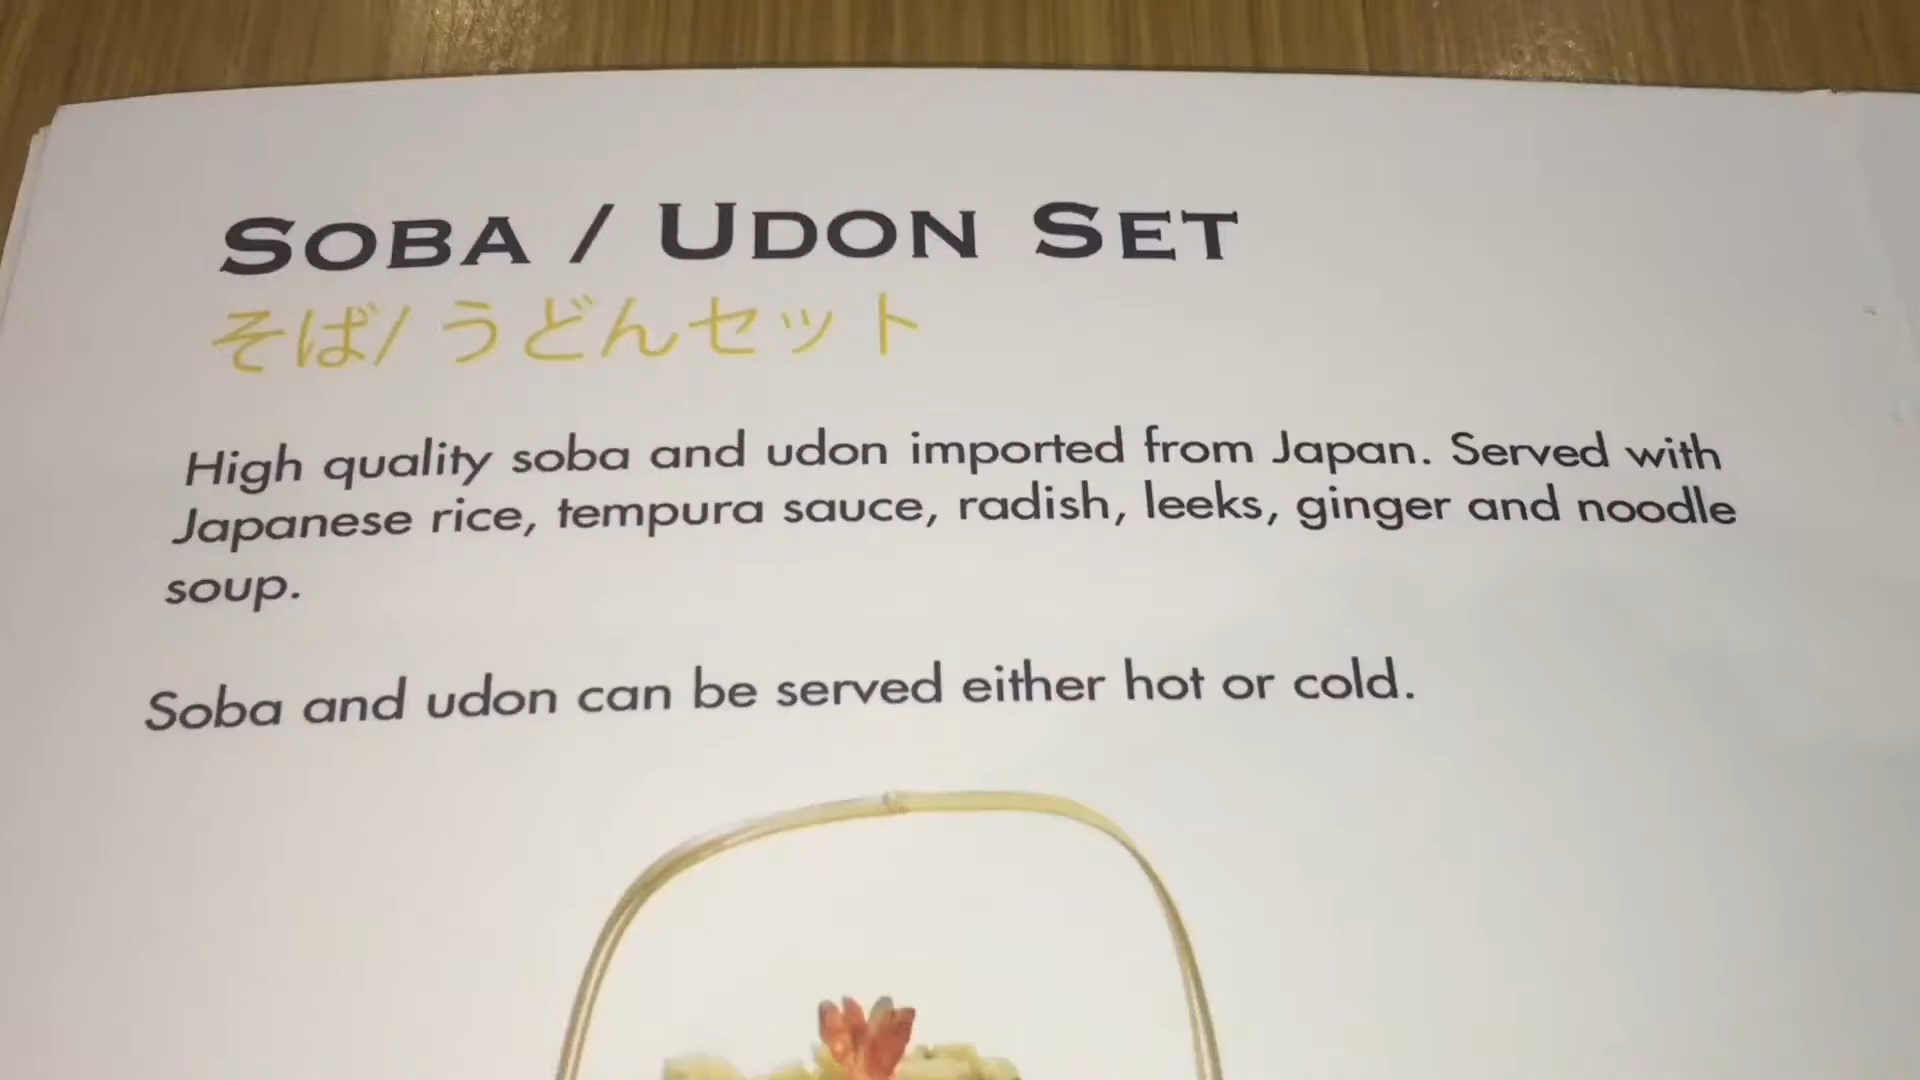 SOBA / UDON SET
そば/ うどんセット
High quality soba and udon imported from Japan. Served with
Japanese rice, tempura sauce, radish, leeks, ginger and noodle
soup.
Soba and udon can be served either hot or cold.